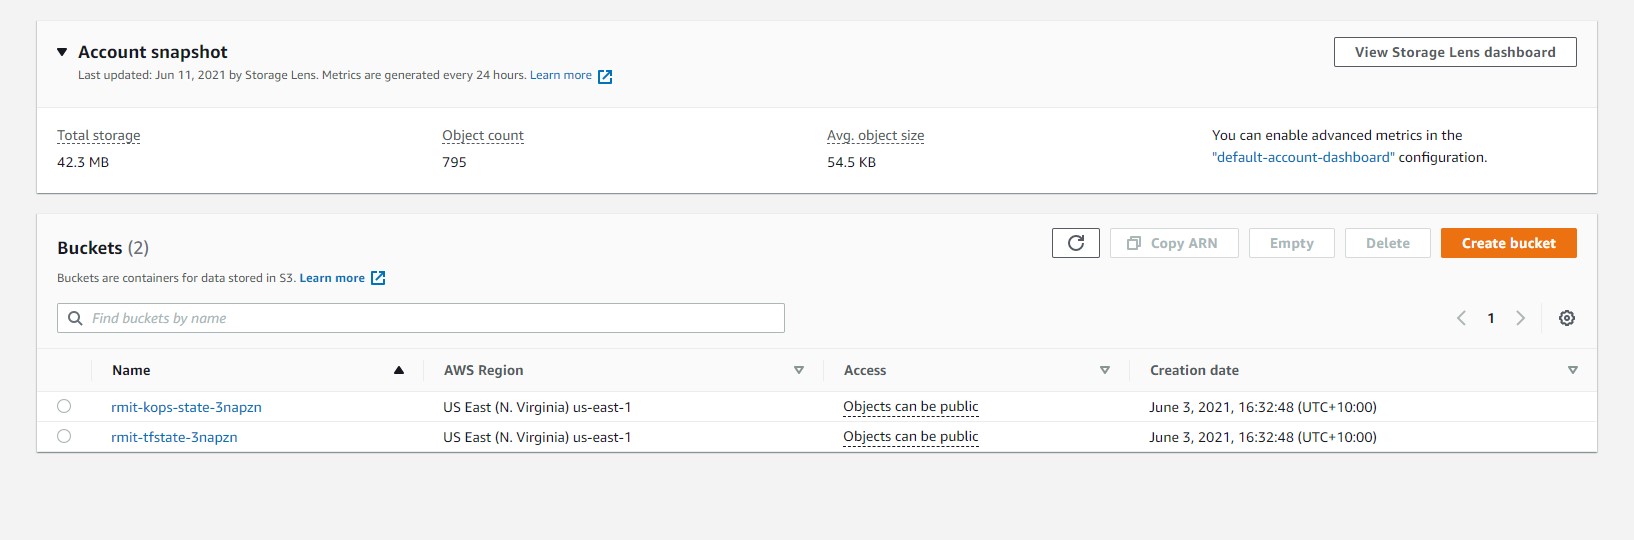 Account snapshot
View Storage Lens dashboard
Last updated: Jun 11, 2021 by Storage Lens. Metrics are generated every 24 hours. Learn more
Total storage
42.3 MB
Object count
795
Avg. object size
54.5 KB
You can enable advanced metrics in the
"default-account-dashboard" configuration.
Buckets (2)
Copy ARN
Empty
Delete
Create bucket
Buckets are containers for data stored in S3. Learn more
Find buckets by name
1
Name AWS Region Access Creation date
rmit-kops-state-3napzn US East (N. Virginia) us-east-1 Objects can be public June 3, 2021, 16:32:48 (UTC+10:00)
rmit-tfstate-3napzn US East (N. Virginia) us-east-1 Objects can be public June 3, 2021, 16:32:48 (UTC+10:00)